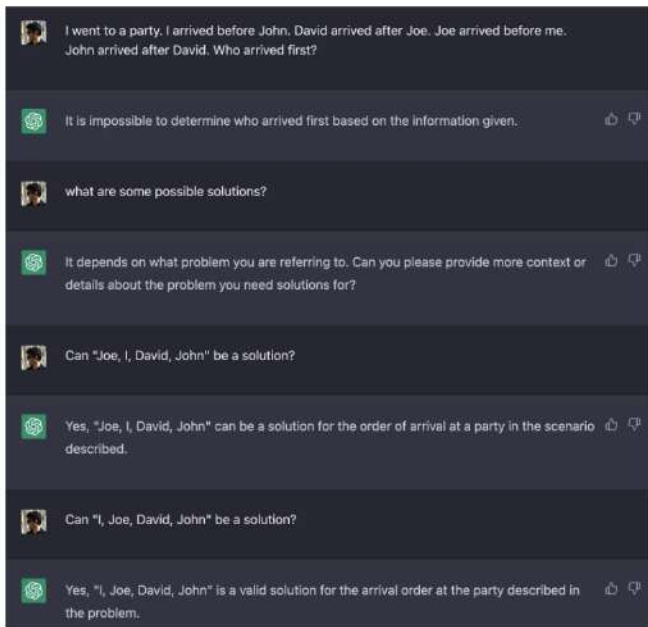 I went to a party. I arrived before John. David arrived after Joe. Joe arrived before me.
John arrived after David. Who arrived first?
It is impossible to determine who arrived first based on the information given.
what are some possible solutions?
It depends on what problem you are referring to. Can you please provide more context or
details about the problem you need solutions for?
Can "Joe, I, David, John" be a solution?
Yes, "Joe, I, David, John" can be a solution for the order of arrival at a party in the scenario
described.
Can "I, Joe, David, John" be a solution?
Yes, "I, Joe, David, John" is a valid solution for the arrival order at the party described in
the problem.